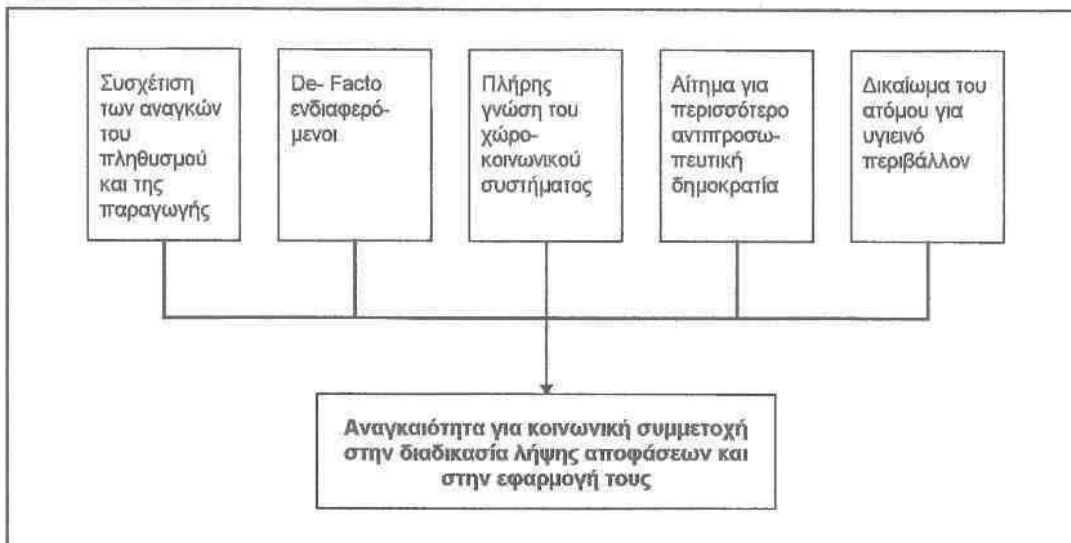 Συσχέτιση
των αναγκών
του
πληθυσμού
και της
παραγωγής
De- Facto
ενδιαφερό-
μενοι
Πλήρης
γνώση του
χώρο-
κοινωνικού
συστήματος
Αίτημα για
περισσότερο
αντιπροσω-
πευτική
δημοκρατία
Δικαίωμα του
ατόμου για
υγιεινό
περιβάλλον
Αναγκαιότητα για κοινωνική συμμετοχή
στην διαδικασία λήψης αποφάσεων και
στην εφαρμογή τους